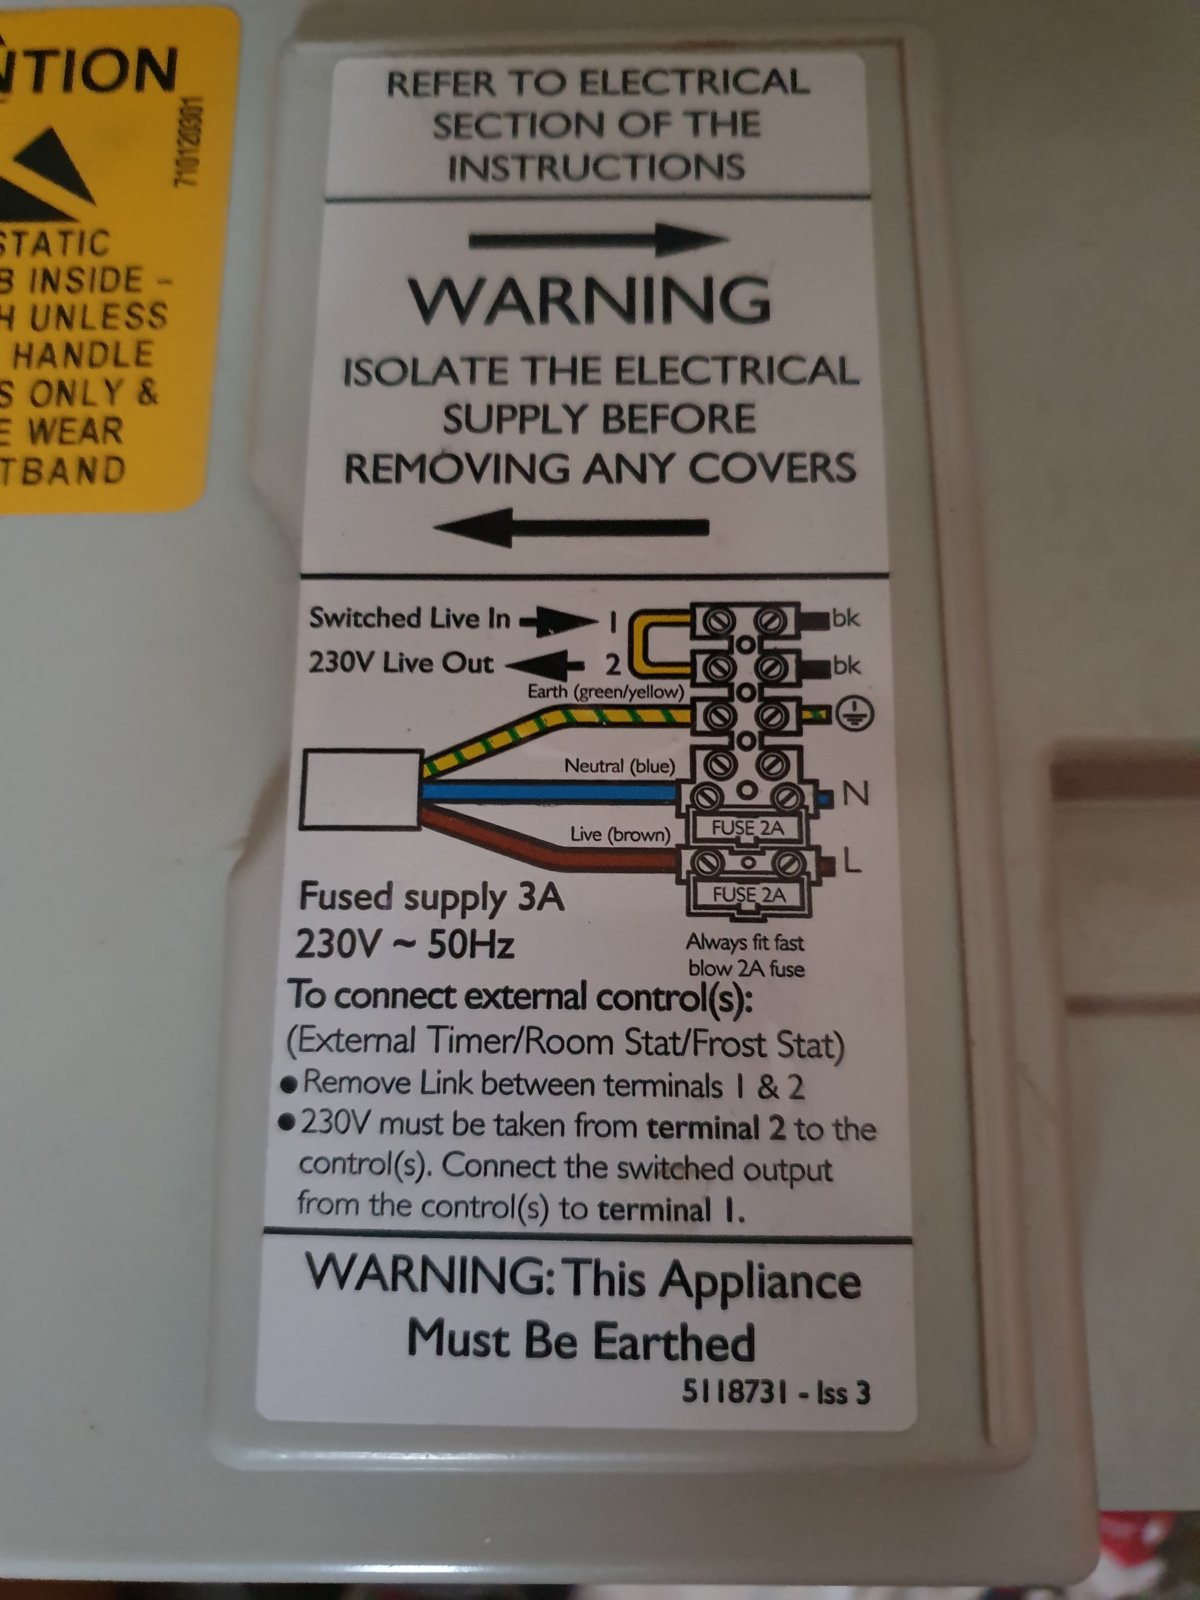 NTION
710120301
STATIC
B INSIDE -
H UNLESS
HANDLE
S ONLY &
E WEAR
TBAND
REFER TO ELECTRICAL
SECTION OF THE
INSTRUCTIONS
WARNING
ISOLATE THE ELECTRICAL
SUPPLY BEFORE
REMOVING ANY COVERS
Switched Live In 1 bk
230V Live Out 2 bk
Earth (green/yellow)
Neutral (blue)
N
FUSE 2A
Live (brown)
L
FUSE 2A
Fused supply 3A
230V ~ 50Hz
Always fit fast
blow 2A fuse
To connect external control(s):
(External Timer/Room Stat/Frost Stat)
● Remove Link between terminals 1 & 2
● 230V must be taken from terminal 2 to the
control(s). Connect the switched output
from the control(s) to terminal 1.
WARNING: This Appliance
Must Be Earthed
5118731 - Iss 3